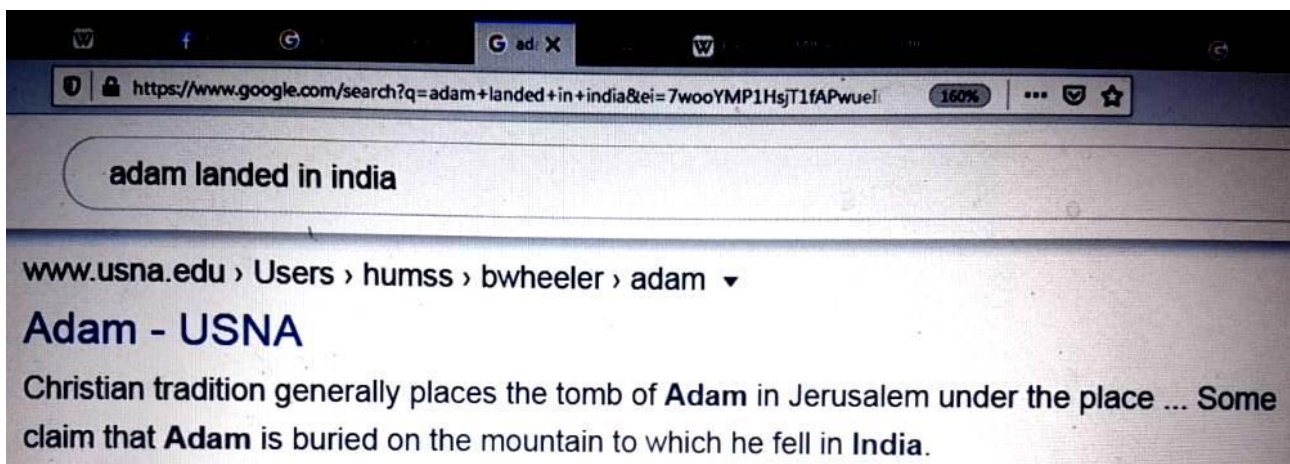 W f G G ad W G
https://www.google.com/search?q=adam+landed+in+india&ei=7wooYMP1HsjT1fAPwueI 160%
adam landed in india
www.usna.edu › Users › humss › bwheeler › adam
Adam - USNA
Christian tradition generally places the tomb of Adam in Jerusalem under the place ... Some
claim that Adam is buried on the mountain to which he fell in India.